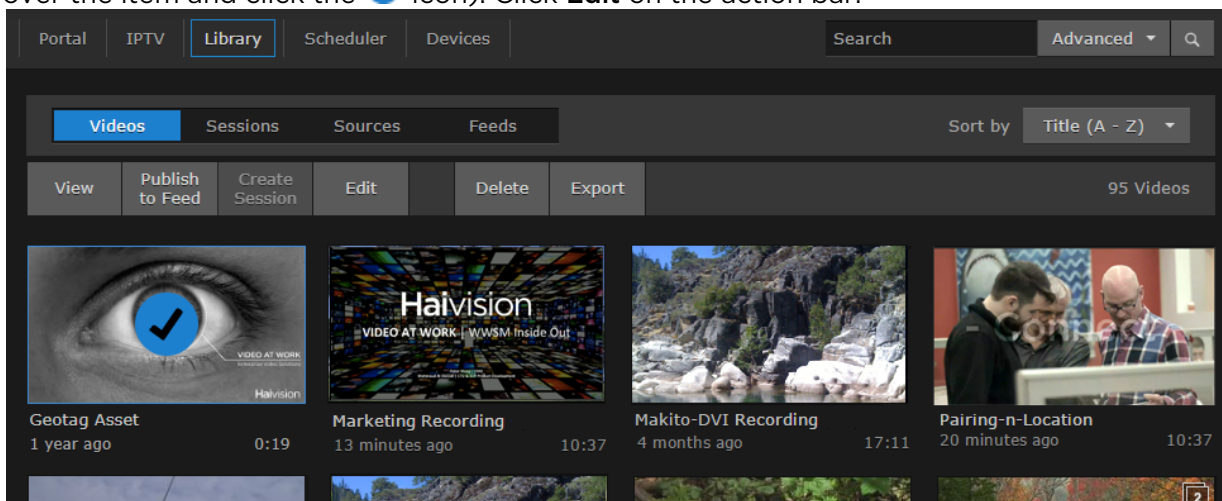 over the item and click the icon). Click Edit on the action bar.
Portal IPTV Library Scheduler Devices Search Advanced
Videos Sessions Sources Feeds Sort by Title (A - Z)
View Publish to Feed Create Session Edit Delete Export 95 Videos
Haivision
VIDEO AT WORK | WWSM Inside Out
Connect
VIDEO AT WORK
Haivision
Geotag Asset Marketing Recording Makito-DVI Recording Pairing-n-Location
1 year ago 0:19 13 minutes ago 10:37 4 months ago 17:11 20 minutes ago 10:37
2